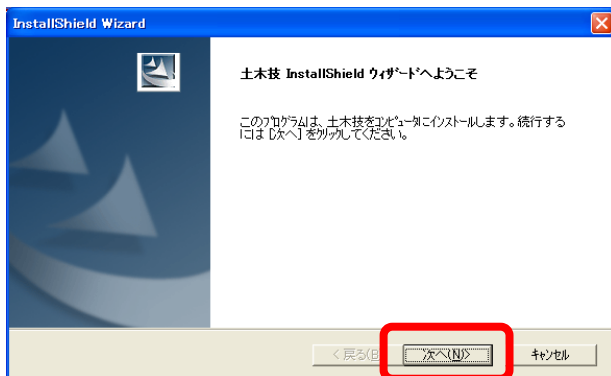 InstallShield Wizard
土木技 InstallShield ウィザードへようこそ
このプログラムは、土木技をコンピュータにインストールします。続行する
には [次へ] をクリックしてください。
< 戻る(B)
次へ(N)>
キャンセル